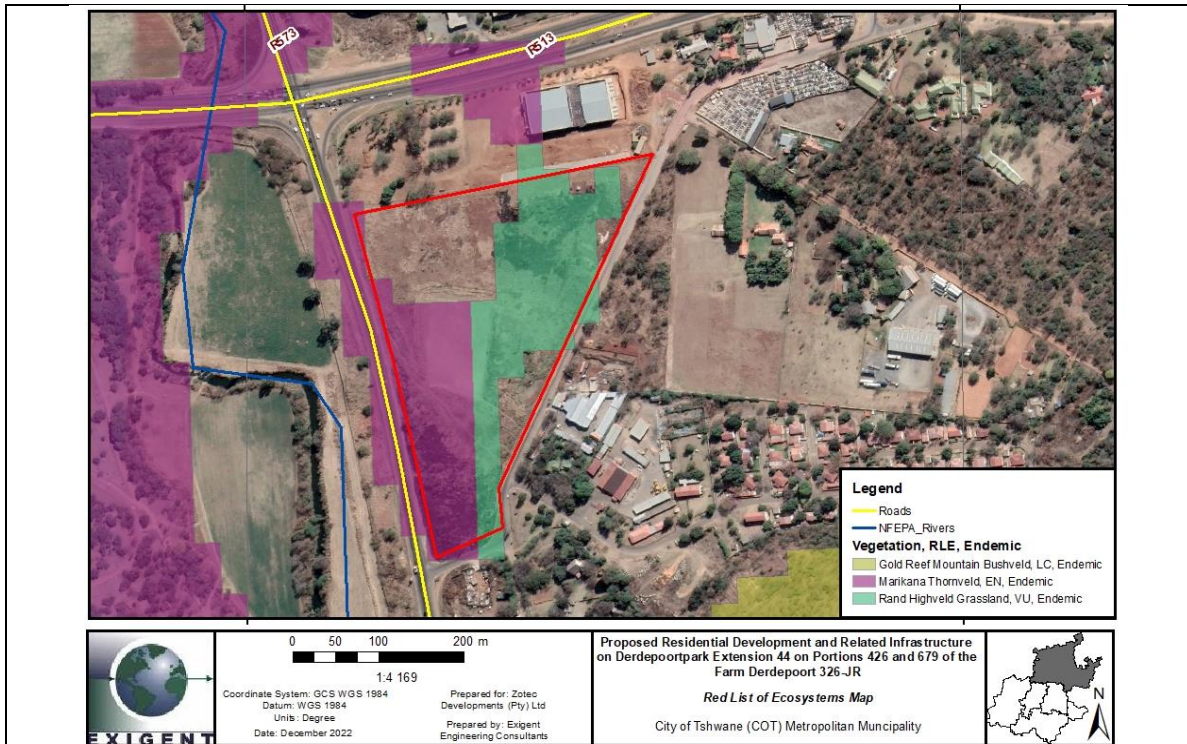 R573
R513
Legend
Roads
NFEPA_Rivers
Vegetation, RLE, Endemic
Gold Reef Mountain Bushveld, LC, Endemic
Marikana Thornveld, EN, Endemic
Rand Highveld Grassland, VU, Endemic
EXIGENT
0 50 100 200 m
1:4 169
Coordinate System: GCS WGS 1984
Datum: WGS 1984
Units: Degree
Date: December 2022
Prepared for: Zotec
Developments (Pty) Ltd
Prepared by: Exigent
Engineering Consultants
Proposed Residential Development and Related Infrastructure
on Derdepoortpark Extension 44 on Portions 426 and 679 of the
Farm Derdepoort 326-JR
Red List of Ecosystems Map
City of Tshwane (COT) Metropolitan Muncipality
N